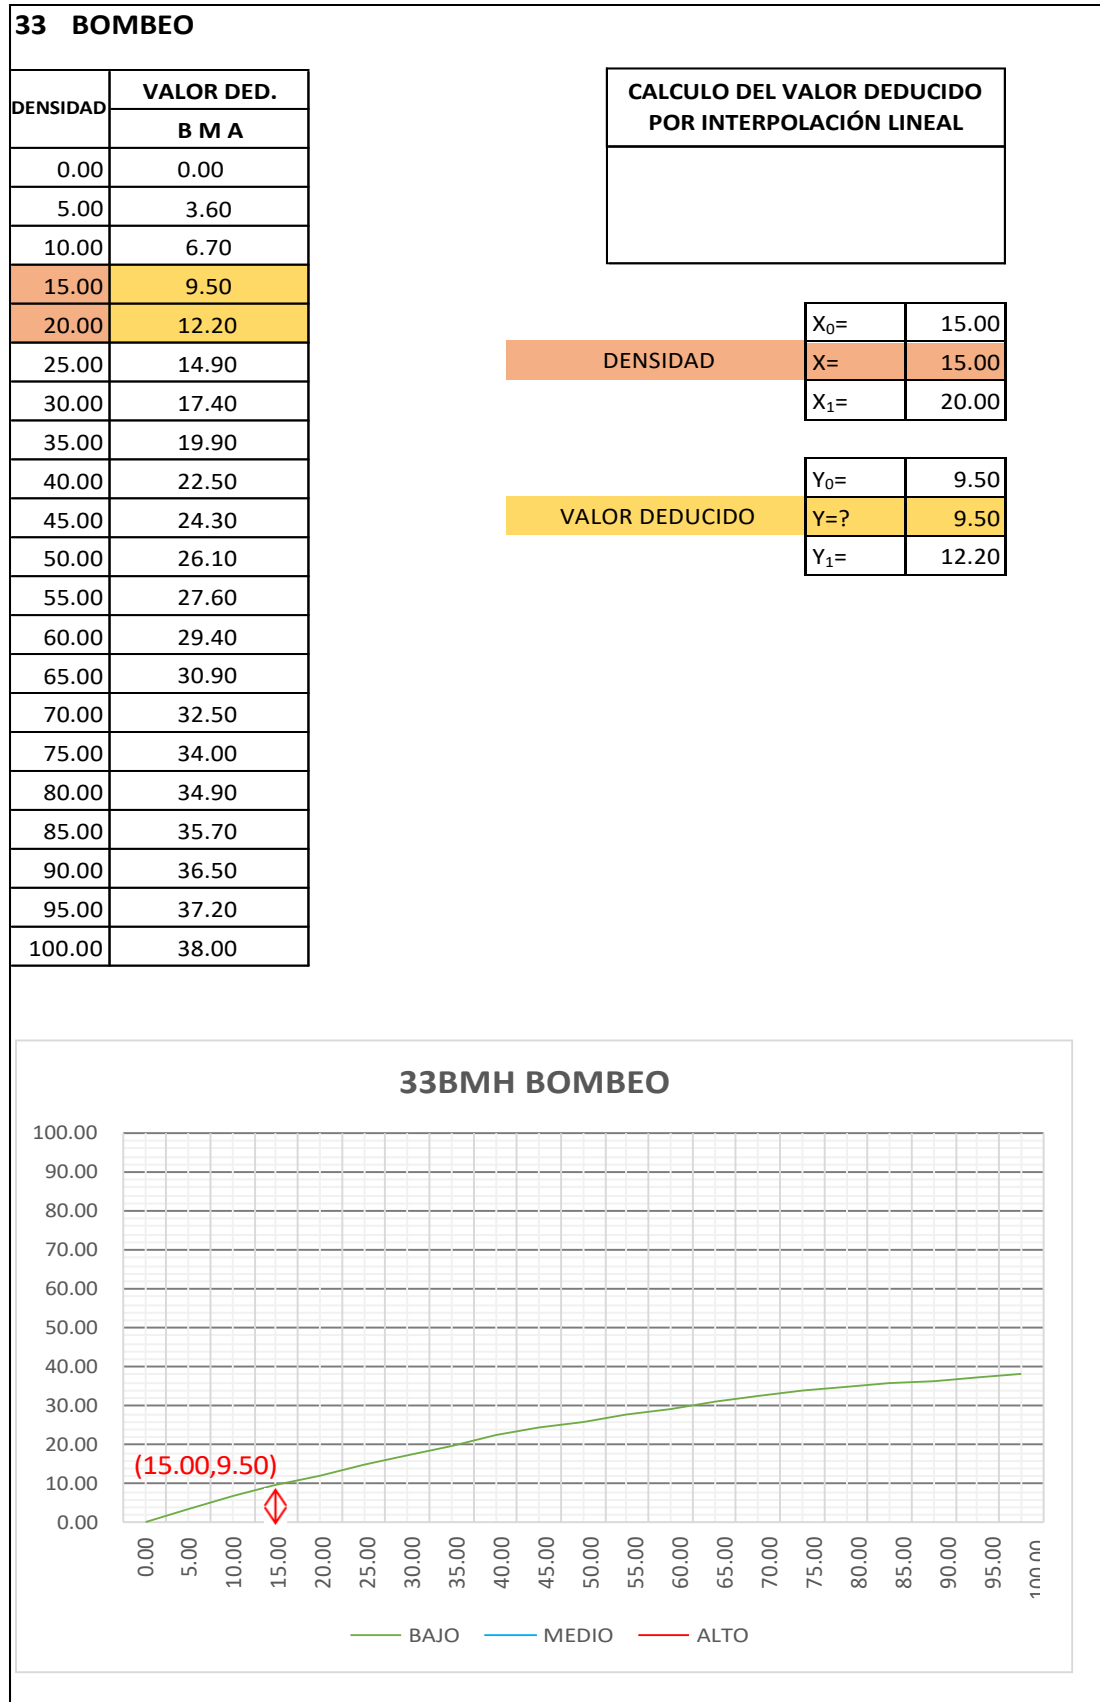 33 BOMBEO
DENSIDAD VALOR DED.
B M A
0.00 0.00
5.00 3.60
10.00 6.70
15.00 9.50
20.00 12.20
25.00 14.90
30.00 17.40
35.00 19.90
40.00 22.50
45.00 24.30
50.00 26.10
55.00 27.60
60.00 29.40
65.00 30.90
70.00 32.50
75.00 34.00
80.00 34.90
85.00 35.70
90.00 36.50
95.00 37.20
100.00 38.00
CALCULO DEL VALOR DEDUCIDO
POR INTERPOLACIÓN LINEAL
X₀= 15.00
DENSIDAD X= 15.00
X₁= 20.00
Y₀= 9.50
VALOR DEDUCIDO Y=? 9.50
Y₁= 12.20
33BMH BOMBEO
100.00
90.00
80.00
70.00
60.00
50.00
40.00
30.00
20.00
10.00
0.00
(15.00,9.50)
0.00 5.00 10.00 15.00 20.00 25.00 30.00 35.00 40.00 45.00 50.00 55.00 60.00 65.00 70.00 75.00 80.00 85.00 90.00 95.00 100.00
BAJO MEDIO ALTO